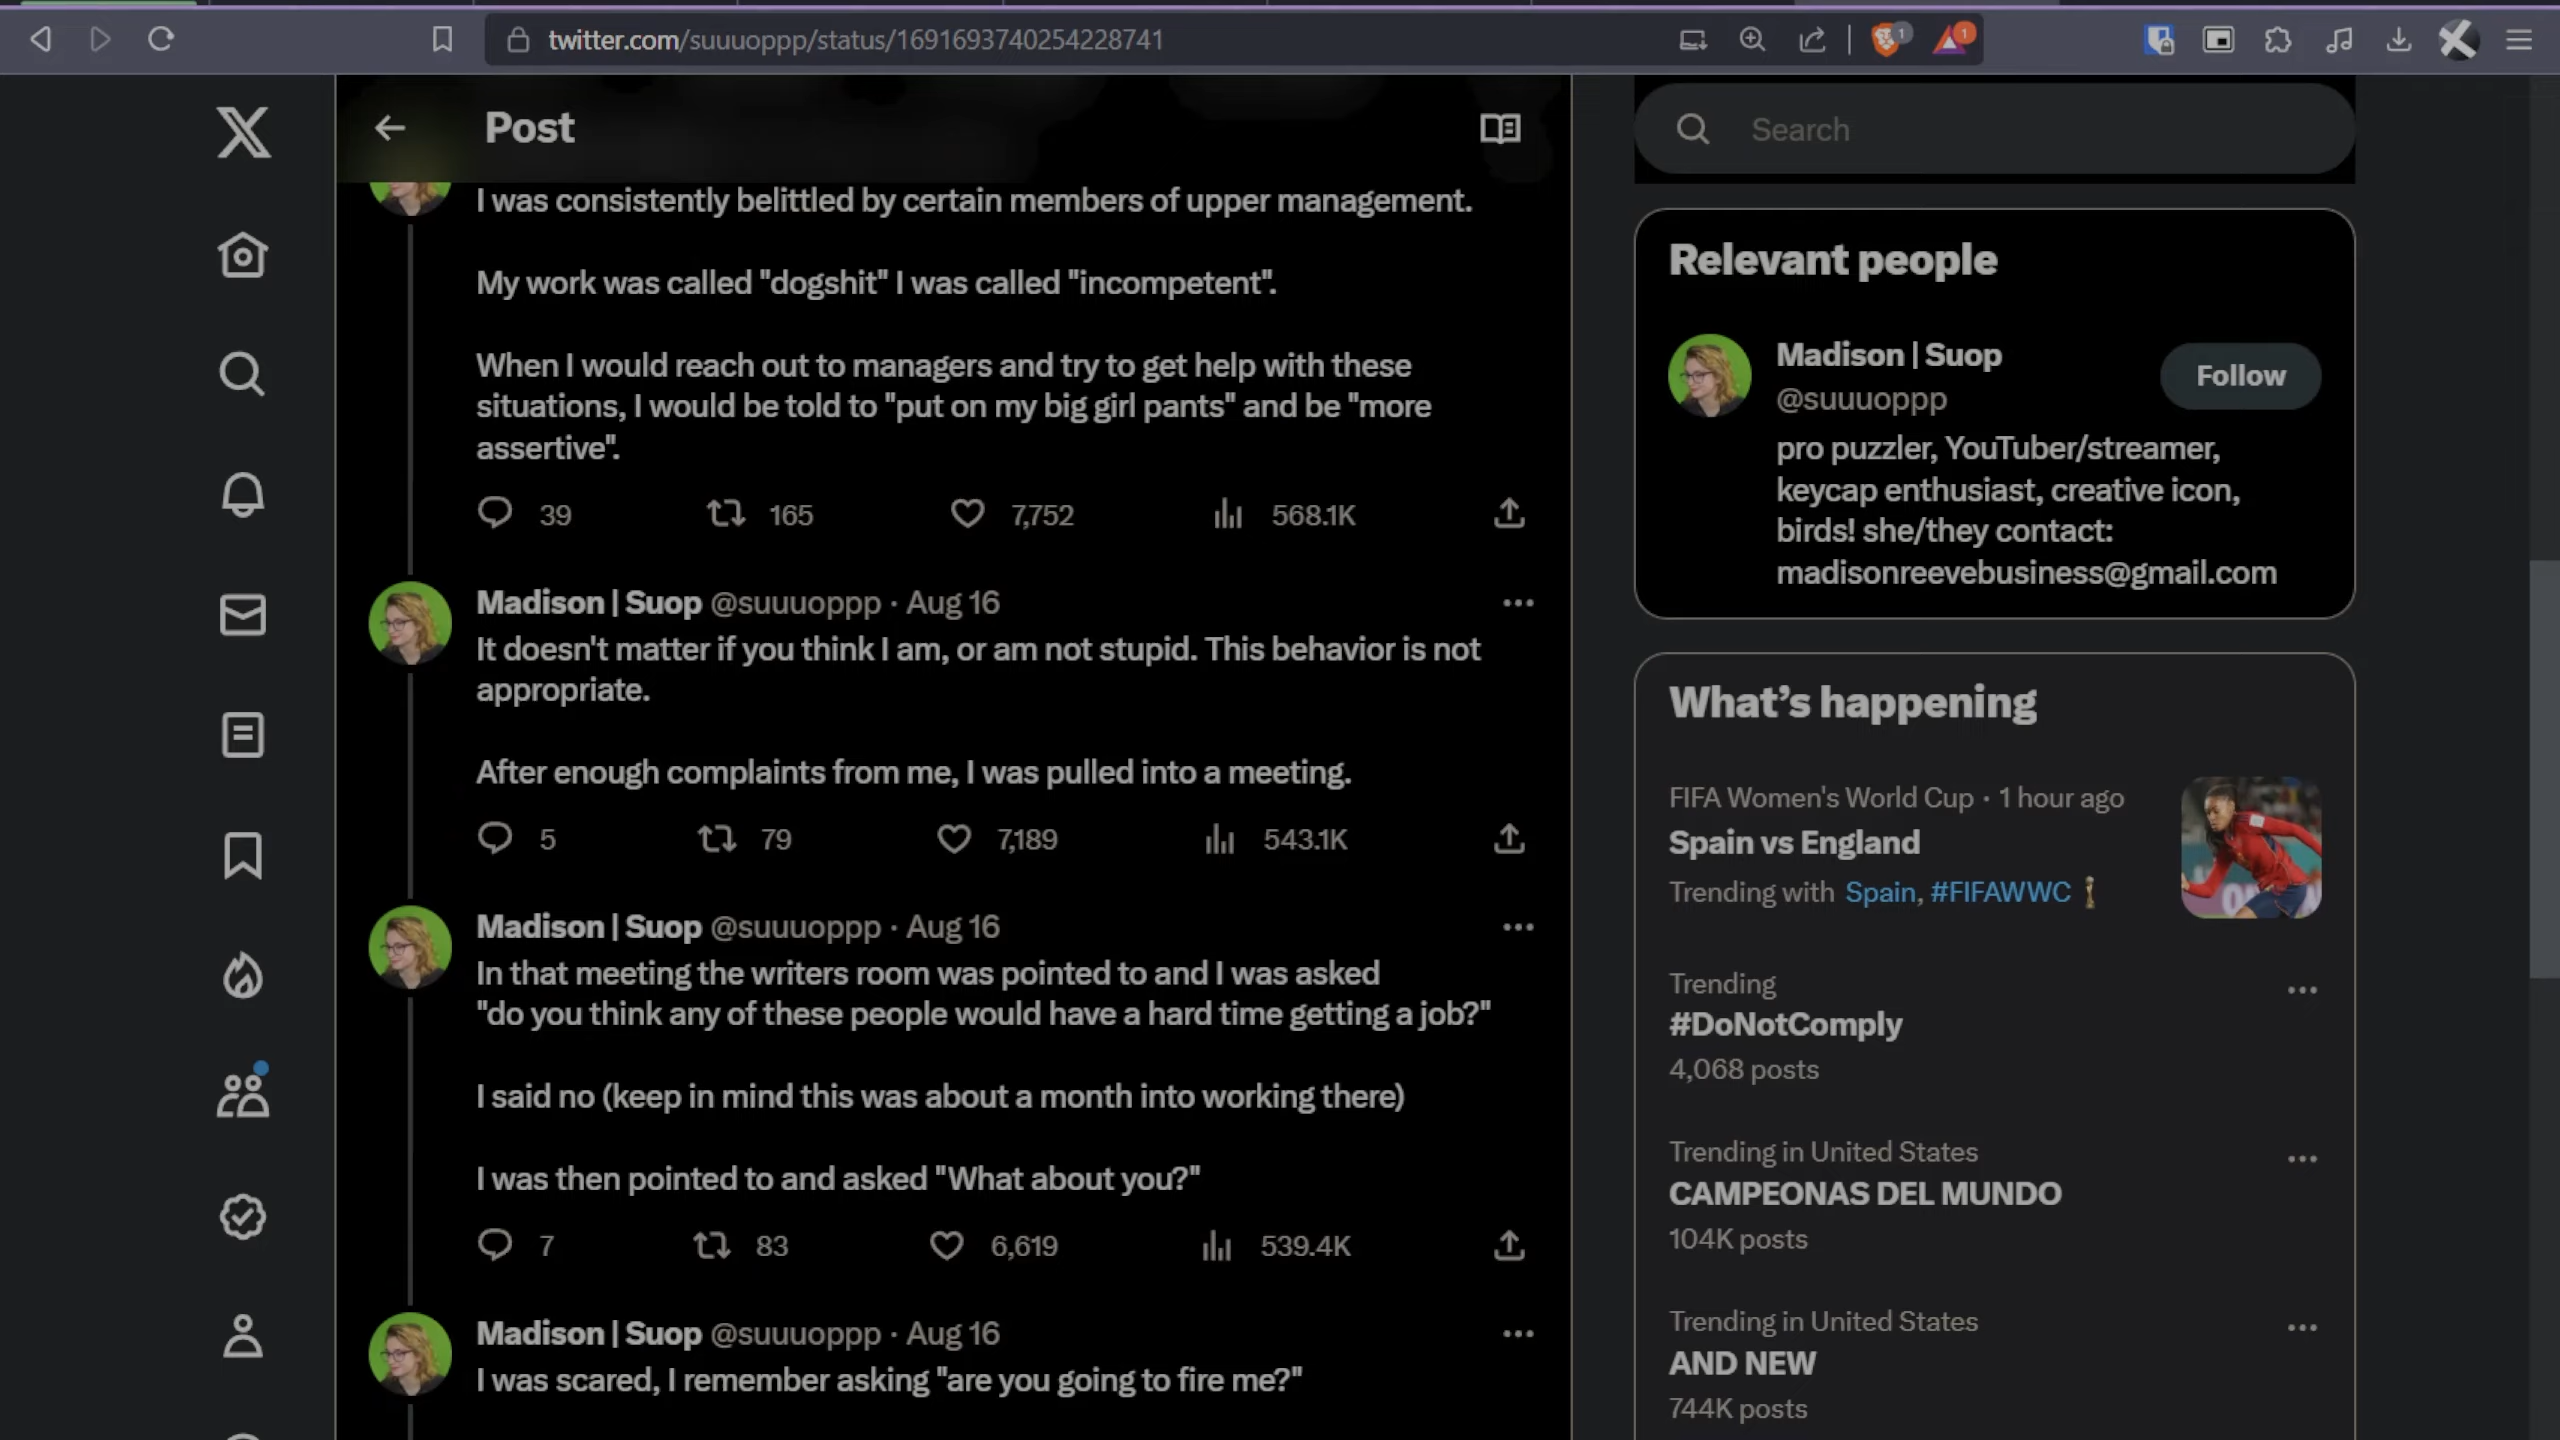 twitter.com/suuuoppp/status/1691693740254228741
Post
I was consistently belittled by certain members of upper management.
My work was called "dogshit" I was called "incompetent".
When I would reach out to managers and try to get help with these
situations, I would be told to "put on my big girl pants" and be "more
assertive".
39 165 7,752 568.1K
Madison | Suop @suuuoppp · Aug 16
It doesn't matter if you think I am, or am not stupid. This behavior is not
appropriate.
After enough complaints from me, I was pulled into a meeting.
5 79 7,189 543.1K
Madison | Suop @suuuoppp · Aug 16
In that meeting the writers room was pointed to and I was asked
"do you think any of these people would have a hard time getting a job?"
I said no (keep in mind this was about a month into working there)
I was then pointed to and asked "What about you?"
7 83 6,619 539.4K
Madison | Suop @suuuoppp · Aug 16
I was scared, I remember asking "are you going to fire me?"
Search
Relevant people
Madison | Suop
@suuuoppp
Follow
pro puzzler, YouTuber/streamer,
keycap enthusiast, creative icon,
birds! she/they contact:
madisonreevebusiness@gmail.com
What's happening
FIFA Women's World Cup · 1 hour ago
Spain vs England
Trending with Spain, #FIFAWWC
Trending
#DoNotComply
4,068 posts
Trending in United States
CAMPEONAS DEL MUNDO
104K posts
Trending in United States
AND NEW
744K posts